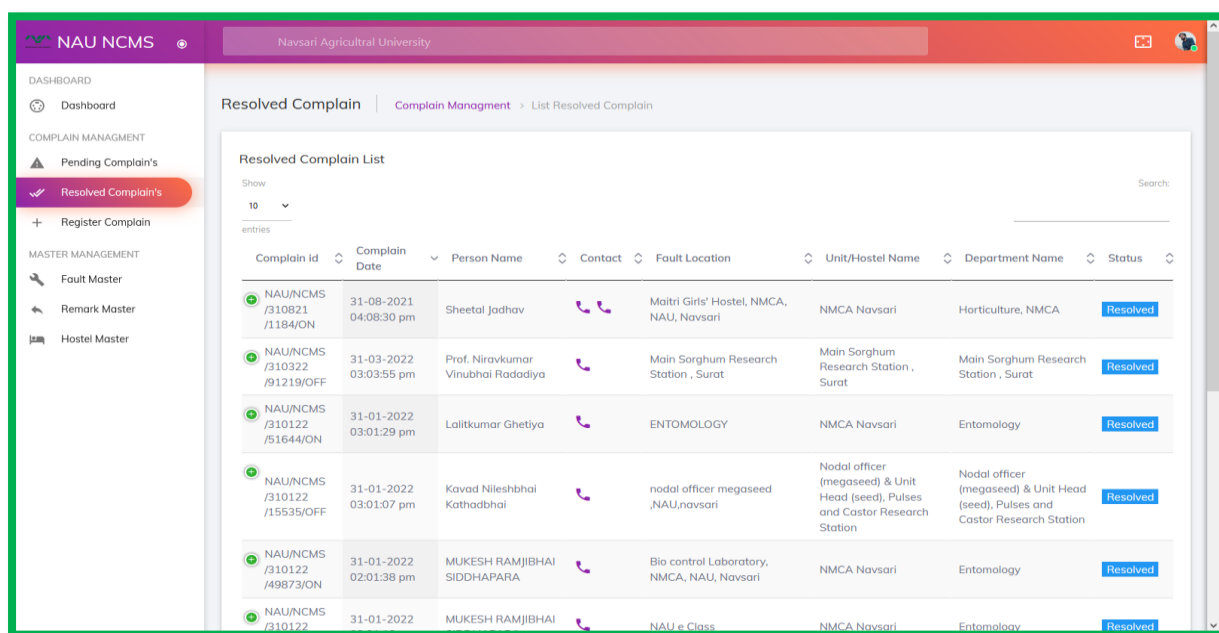 NAU NCMS
Navsari Agricultral University
DASHBOARD
Dashboard
COMPLAIN MANAGMENT
Pending Complain's
Resolved Complain's
Register Complain
MASTER MANAGEMENT
Fault Master
Remark Master
Hostel Master
Resolved Complain
Complain Managment > List Resolved Complain
Resolved Complain List
Show
10
entries
Search:
Complain id
Complain
Date
Person Name
Contact
Fault Location
Unit/Hostel Name
Department Name
Status
NAU/NCMS
/310821
/1184/ON
31-08-2021
04:08:30 pm
Sheetal Jadhav
Maitri Girls' Hostel, NMCA,
NAU, Navsari
NMCA Navsari
Horticulture, NMCA
Resolved
NAU/NCMS
/310322
/91219/OFF
31-03-2022
03:03:55 pm
Prof. Niravkumar
Vinubhai Radadiya
Main Sorghum Research
Station , Surat
Main Sorghum
Research Station ,
Surat
Main Sorghum Research
Station , Surat
Resolved
NAU/NCMS
/310122
/51644/ON
31-01-2022
03:01:29 pm
Lalitkumar Ghetiya
ENTOMOLOGY
NMCA Navsari
Entomology
Resolved
NAU/NCMS
/310122
/15535/OFF
31-01-2022
03:01:07 pm
Kavad Nileshbhai
Kathadbhai
nodal officer megaseed
,NAU,navsari
Nodal officer
(megaseed) & Unit
Head (seed), Pulses
and Castor Research
Station
Nodal officer
(megaseed) & Unit Head
(seed), Pulses and
Castor Research Station
Resolved
NAU/NCMS
/310122
/49873/ON
31-01-2022
02:01:38 pm
MUKESH RAMJIBHAI
SIDDHAPARA
Bio control Laboratory,
NMCA, NAU, Navsari
NMCA Navsari
Entomology
Resolved
NAU/NCMS
/310122
31-01-2022
MUKESH RAMJIBHAI
NAU e Class
NMCA Navsari
Entomology
Resolved